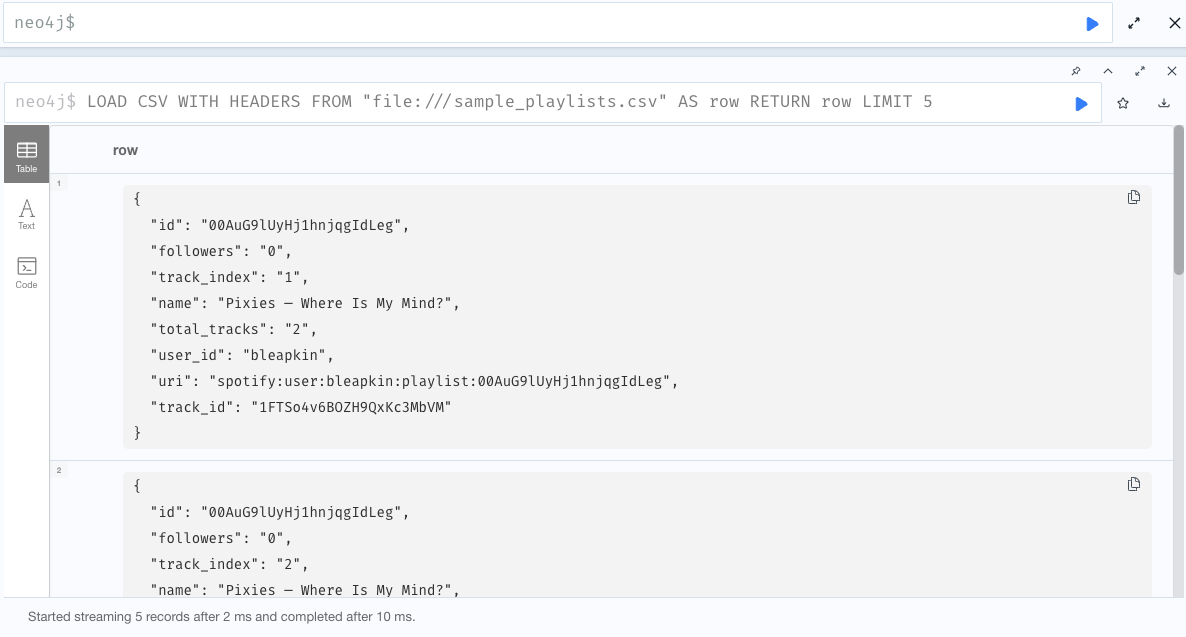 neo4j$
neo4j$ LOAD CSV WITH HEADERS FROM "file:///sample_playlists.csv" AS row RETURN row LIMIT 5
Table
Text
Code
row
1
{
"id": "00AuG9lUyHj1hnjqgIdLeg",
"followers": "0",
"track_index": "1",
"name": "Pixies – Where Is My Mind?",
"total_tracks": "2",
"user_id": "bleapkin",
"uri": "spotify:user:bleapkin:playlist:00AuG9lUyHj1hnjqgIdLeg",
"track_id": "1FTSo4v6BOZH9QxKc3MbVM"
}
2
{
"id": "00AuG9lUyHj1hnjqgIdLeg",
"followers": "0",
"track_index": "2",
"name": "Pixies – Where Is My Mind?",
Started streaming 5 records after 2 ms and completed after 10 ms.